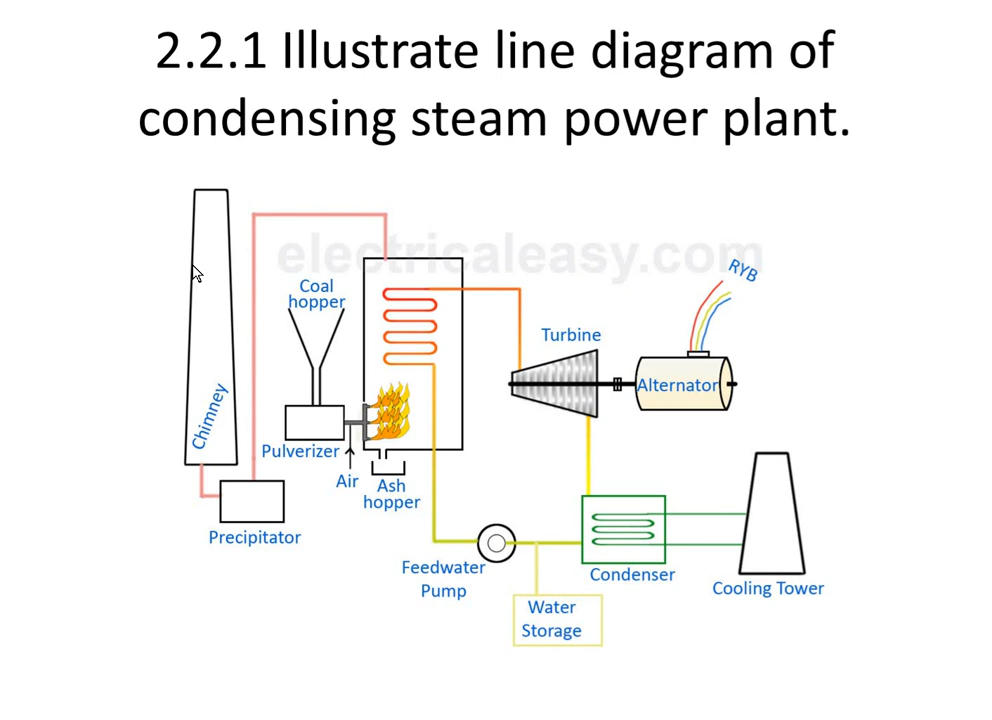 2.2.1 Illustrate line diagram of
condensing steam power plant.
electricaleasy.com
RYB
Coal
hopper
Turbine
Alternator
Chimney
Pulverizer
Air
Ash
hopper
Precipitator
Feedwater
Pump
Condenser
Cooling Tower
Water
Storage